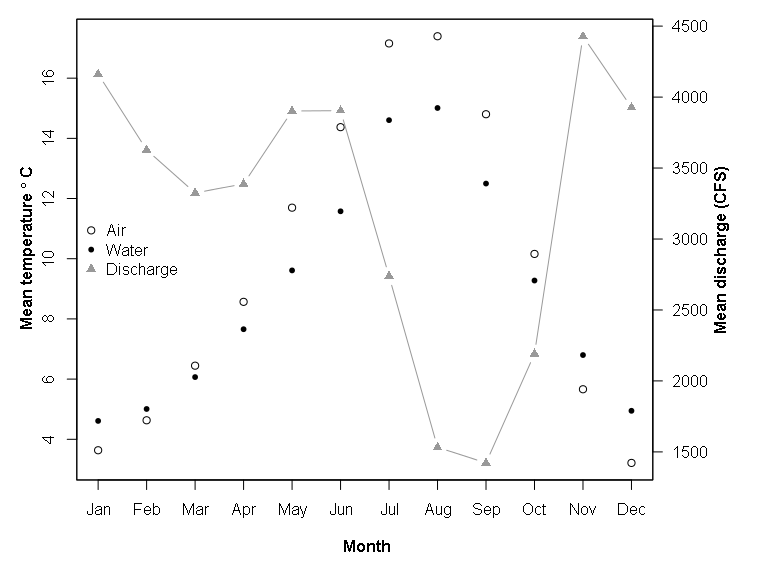 4500
4000
3500
3000
2500
2000
1500
16
14
12
10
8
6
4
Mean temperature ° C
Mean discharge (CFS)
Air
Water
Discharge
Jan Feb Mar Apr May Jun Jul Aug Sep Oct Nov Dec
Month